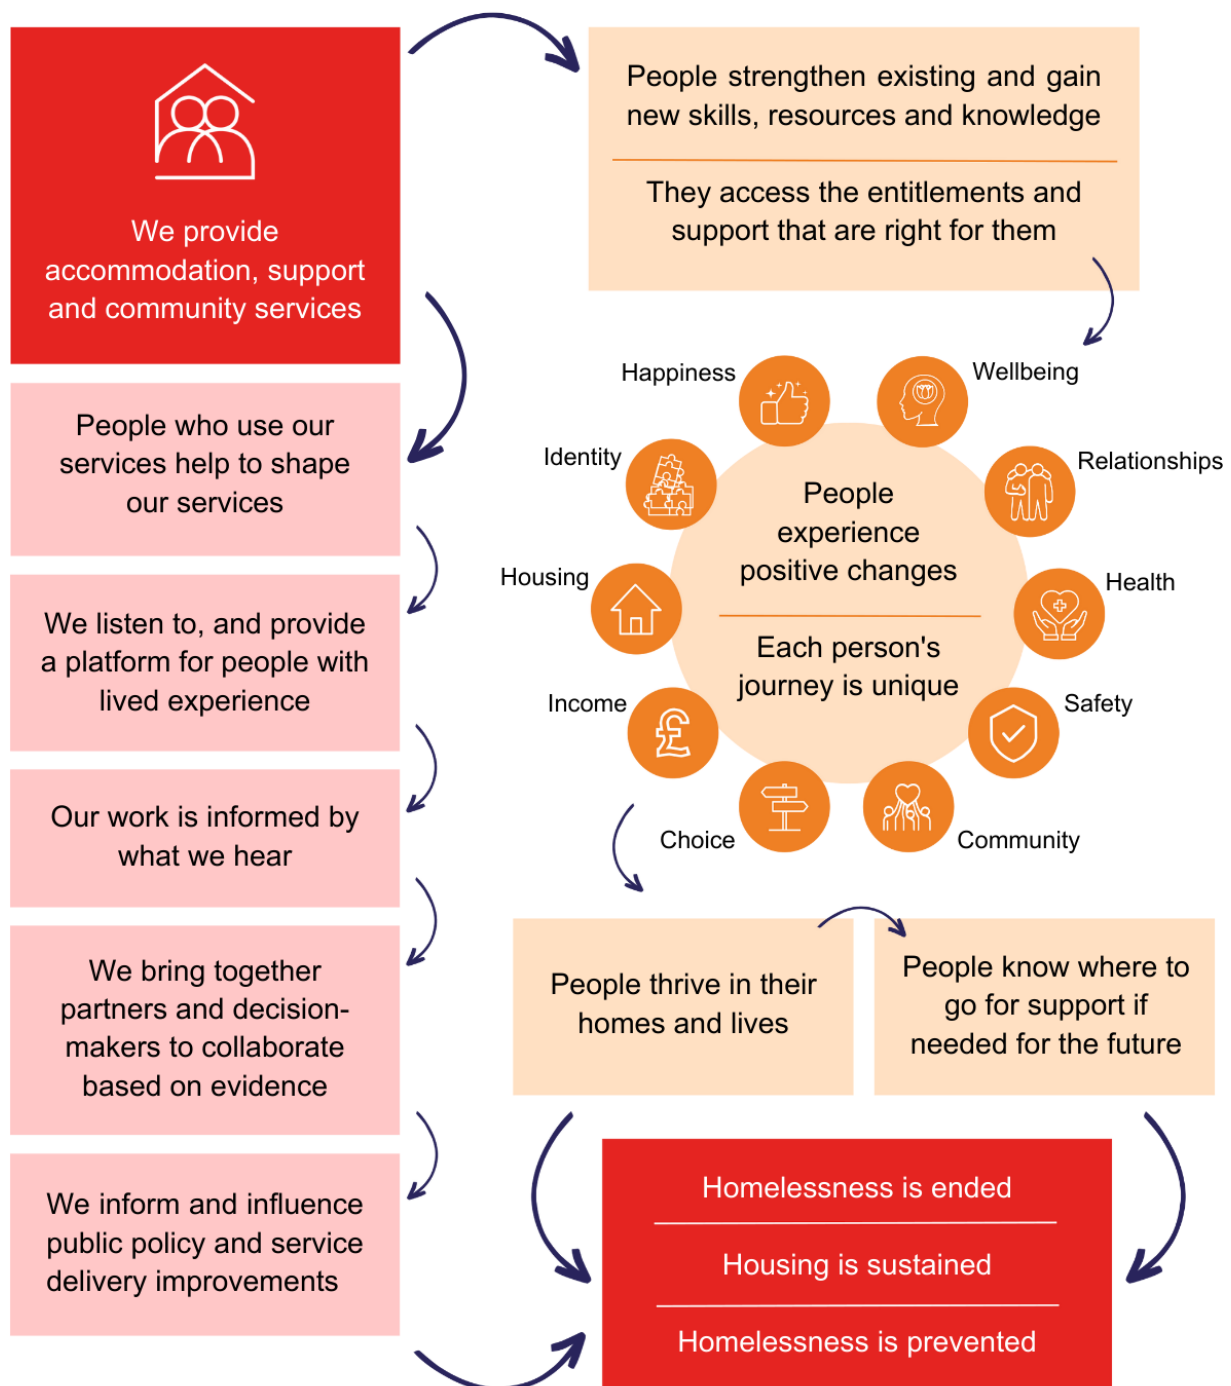 We provide
accommodation, support
and community services
People who use our
services help to shape
our services
We listen to, and provide
a platform for people with
lived experience
Our work is informed by
what we hear
We bring together
partners and decision-
makers to collaborate
based on evidence
We inform and influence
public policy and service
delivery improvements
People strengthen existing and gain
new skills, resources and knowledge
They access the entitlements and
support that are right for them
Happiness
Wellbeing
Identity
Relationships
Housing
Health
Income
Safety
Choice
Community
People
experience
positive changes
Each person's
journey is unique
£
People thrive in their
homes and lives
People know where to
go for support if
needed for the future
Homelessness is ended
Housing is sustained
Homelessness is prevented